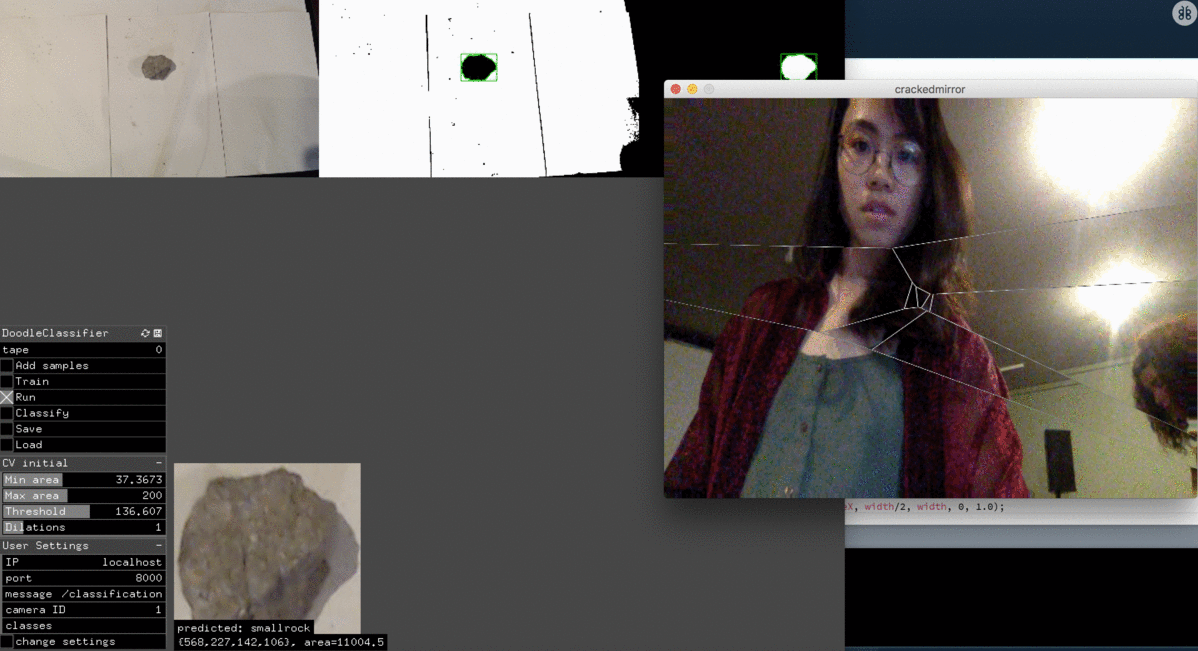 crackedmirror
DoodleClassifier
tape 0
Add samples
Train
Run
Classify
Save
Load
CV initial -
Min area 37.3673
Max area 200
Threshold 136.607
Dilations 1
User Settings -
IP localhost
port 8000
message /classification
camera ID 1
classes
change settings
predicted: smallrock
{568,227,142,106}, area=11004.5
X, width/2, width, 0, 1.0);